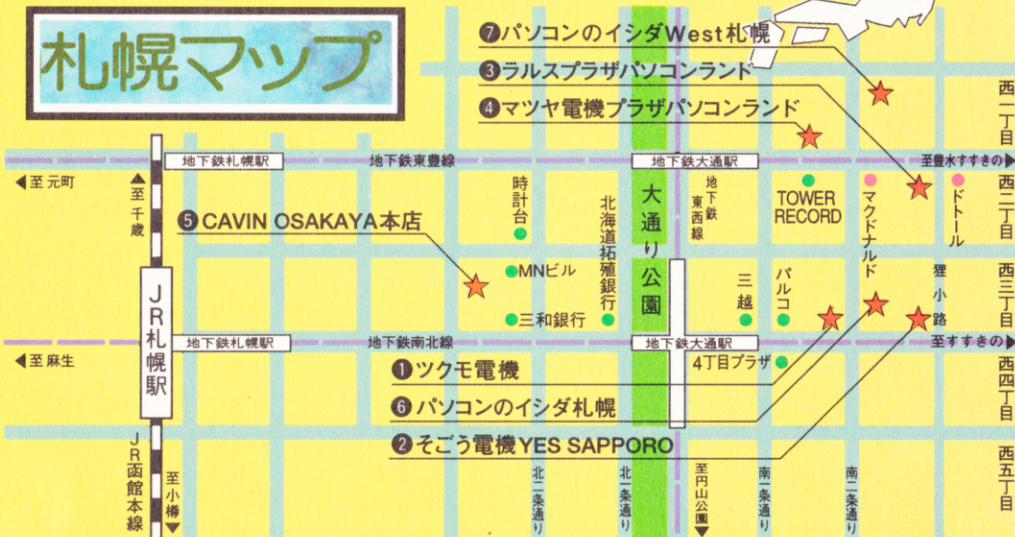 札幌マップ
❼パソコンのイシダWest札幌
❸ラルスプラザパソコンランド
❹マツヤ電機プラザパソコンランド
西一丁目
地下鉄札幌駅
地下鉄東豊線
地下鉄大通駅
至豊水すすきの▶
◀至元町
▲至千歳
時計台
北海道拓殖銀行
大通り公園
地下鉄東西線
TOWER RECORD
マクドナルド
ドトール
西二丁目
❺CAVIN OSAKAYA本店
MNビル
三和銀行
三越
パルコ
狸小路
西三丁目
JR札幌駅
地下鉄札幌駅
地下鉄南北線
地下鉄大通駅
至すすきの▶
◀至麻生
4丁目プラザ
❶ツクモ電機
❻パソコンのイシダ札幌
❷そごう電機YES SAPPORO
西四丁目
JR函館本線
至小樽▼
北二条通り
北一条通り
至円山公園▼
南一条通り
南二条通り
西五丁目